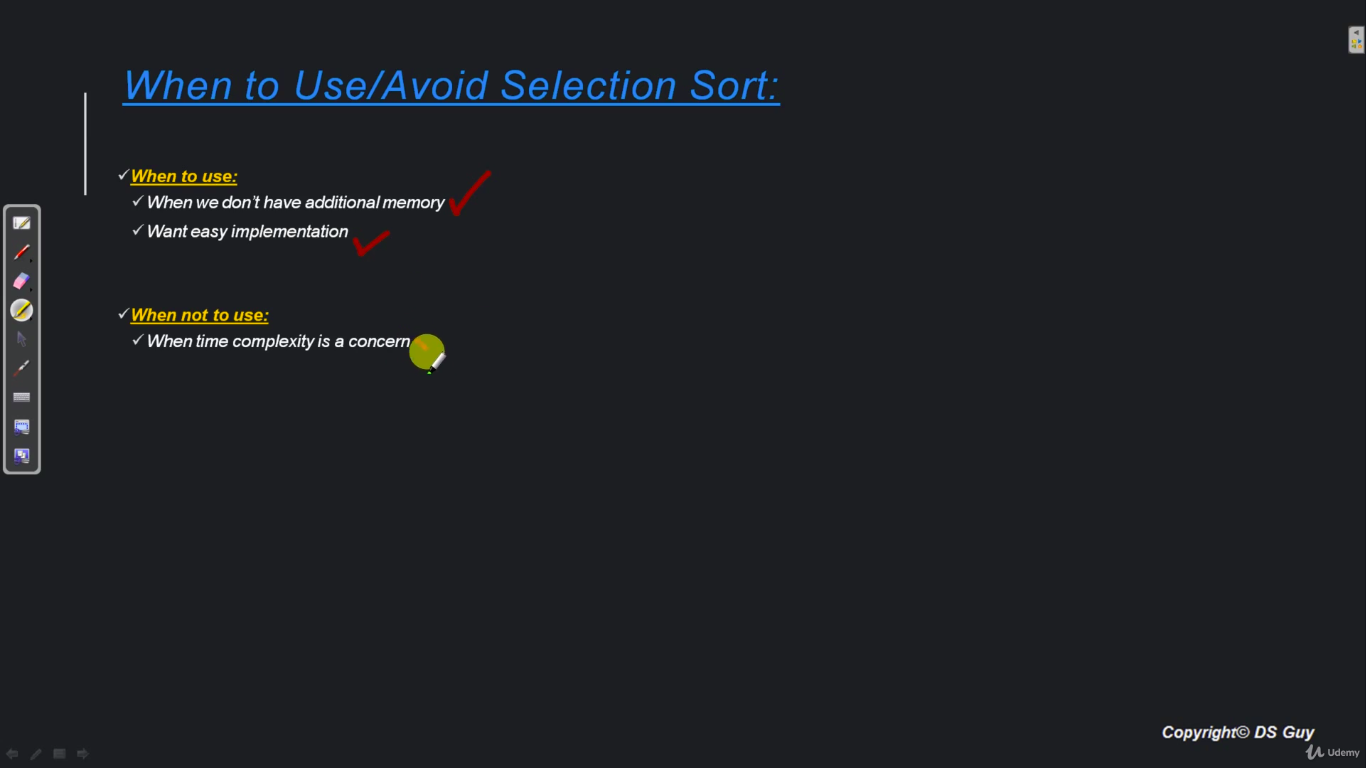 When to Use/Avoid Selection Sort:
When to use:
When we don't have additional memory
Want easy implementation
When not to use:
When time complexity is a concern
Copyright© DS Guy
Udemy